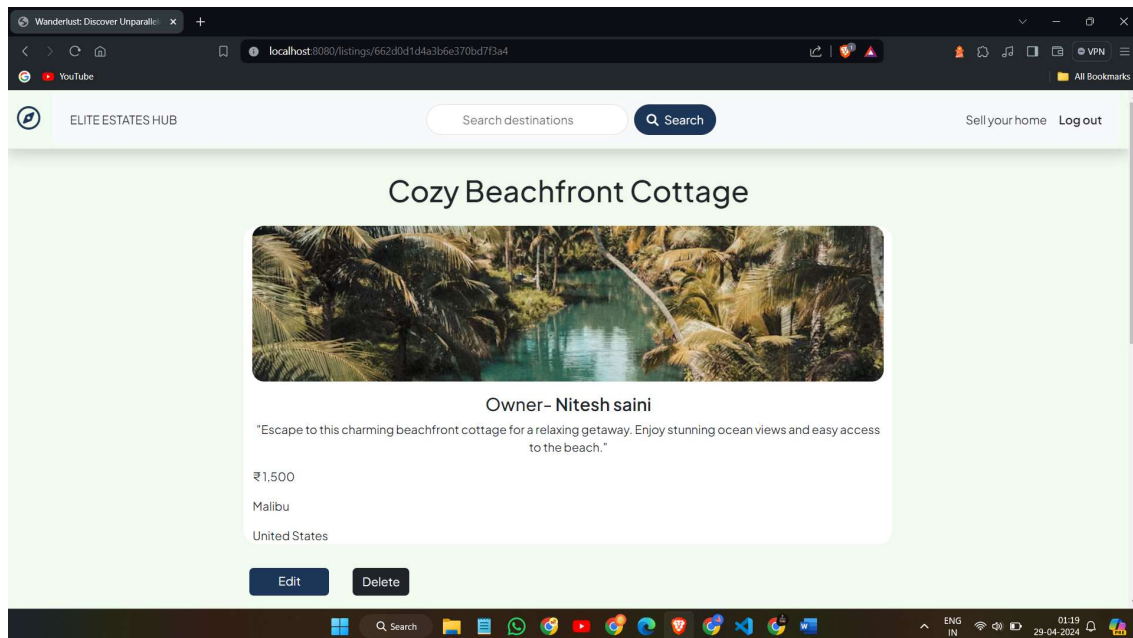 Wanderlust: Discover Unparallel
localhost:8080/listings/662d0d1d4a3b6e370bd7f3a4
VPN
YouTube
All Bookmarks
ELITE ESTATES HUB
Search destinations
Search
Sell your home
Log out
Cozy Beachfront Cottage
Owner- Nitesh saini
"Escape to this charming beachfront cottage for a relaxing getaway. Enjoy stunning ocean views and easy access
to the beach."
₹1,500
Malibu
United States
Edit
Delete
Search
ENG
IN
01:19
29-04-2024